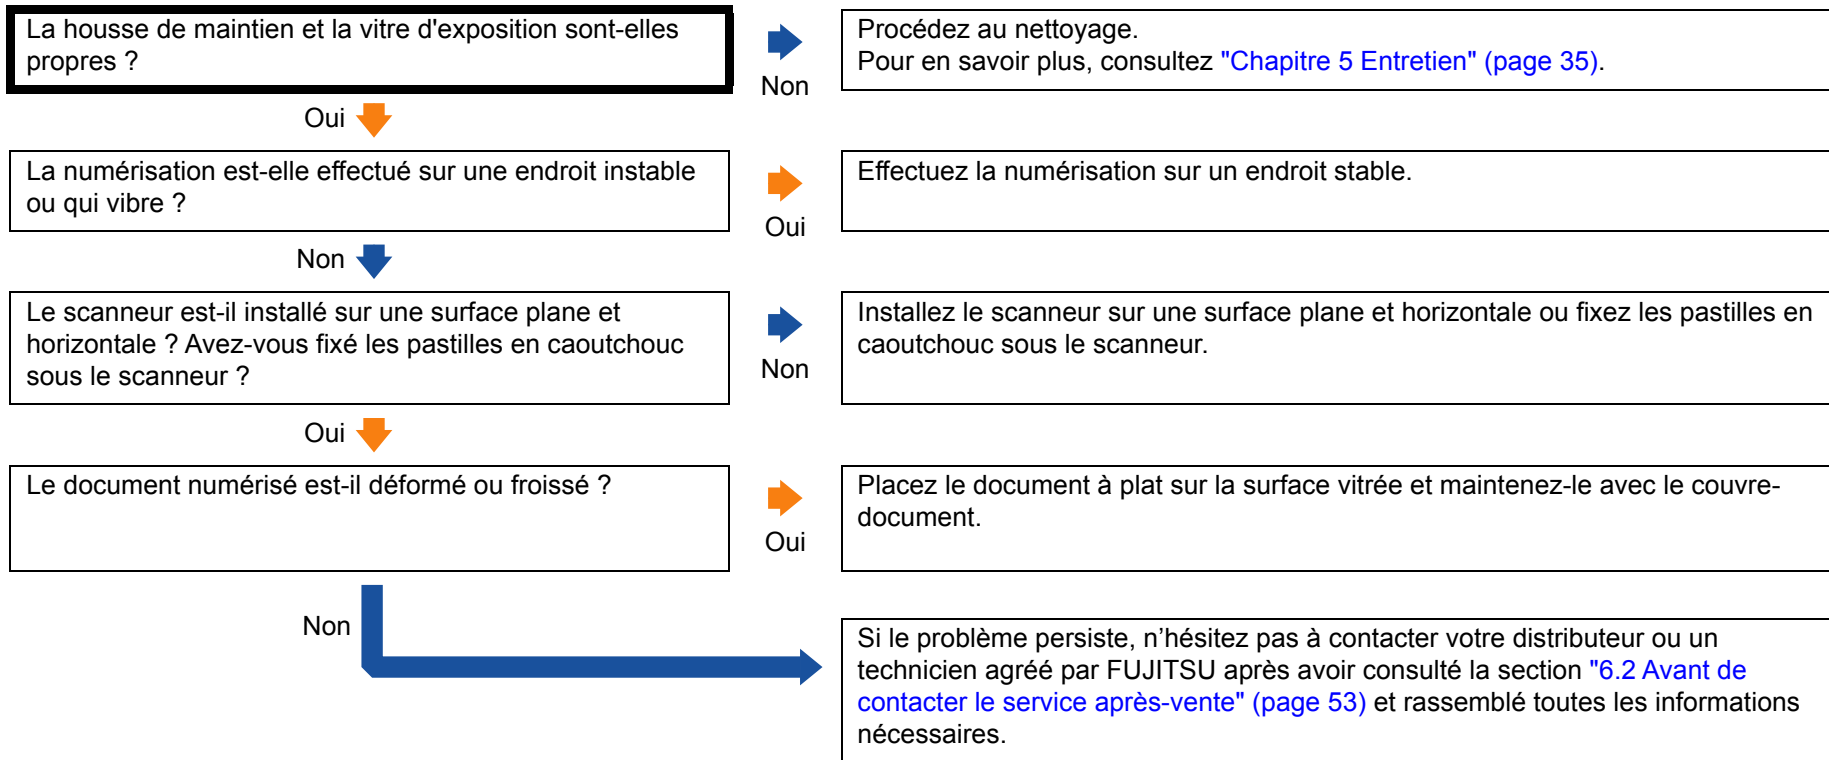 La housse de maintien et la vitre d'exposition sont-elles
propres ?
Non
Procédez au nettoyage.
Pour en savoir plus, consultez "Chapitre 5 Entretien" (page 35).
Oui
La numérisation est-elle effectué sur une endroit instable
ou qui vibre ?
Oui
Effectuez la numérisation sur un endroit stable.
Non
Le scanneur est-il installé sur une surface plane et
horizontale ? Avez-vous fixé les pastilles en caoutchouc
sous le scanneur ?
Non
Installez le scanneur sur une surface plane et horizontale ou fixez les pastilles en
caoutchouc sous le scanneur.
Oui
Le document numérisé est-il déformé ou froissé ?
Oui
Placez le document à plat sur la surface vitrée et maintenez-le avec le couvre-
document.
Non
Si le problème persiste, n’hésitez pas à contacter votre distributeur ou un
technicien agréé par FUJITSU après avoir consulté la section "6.2 Avant de
contacter le service après-vente" (page 53) et rassemblé toutes les informations
nécessaires.